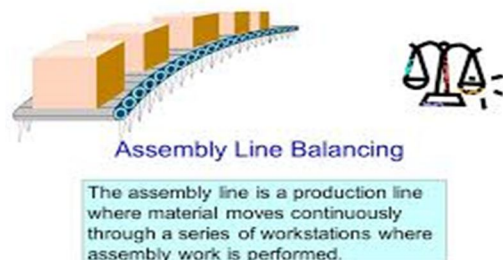 Assembly Line Balancing
The assembly line is a production line
where material moves continuously
through a series of workstations where
assembly work is performed.